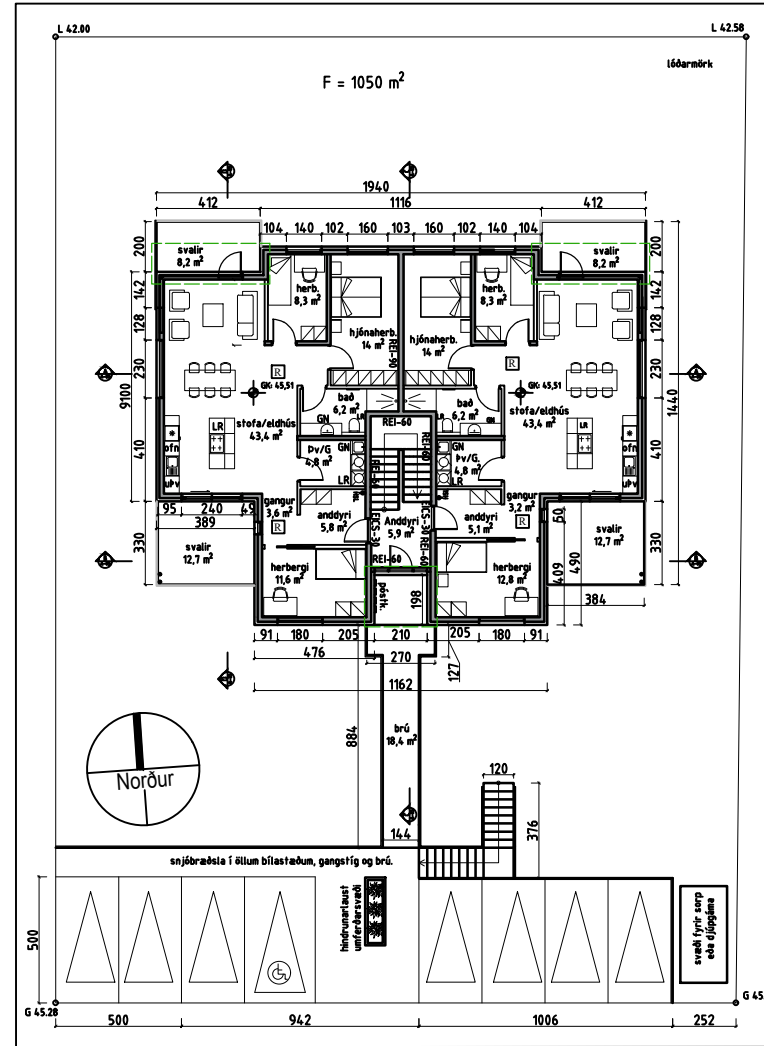 L 42.00
L 42.58
lóðarmörk
F = 1050 m²
1940
412
1116
412
104
140
102
160
103
160
102
140
104
200
svalir
8,2 m²
svalir
8,2 m²
200
142
herb.
8,3 m²
herb.
8,3 m²
142
128
hjónaherb.
14 m²
hjónaherb.
14 m²
128
REI-90
230
R
R
230
9100
GK: 45,51
GK: 45,51
1440
bað
6,2 m²
bað
6,2 m²
stofa/eldhús
43,4 m²
stofa/eldhús
43,4 m²
GN
LR
LR
GN
LR
LR
REI-60
410
ofn
uþv
Þv/G
4,8 m²
GN
LR
REI-60
REI-60
GN
LR
Þv/G.
4,8 m²
ofn
uþv
410
95
240
49
389
gangur
3,6 m²
anddyri
5,8 m²
Anddyri
5,9 m²
anddyri
5,1 m²
gangur
3,2 m²
R
R
EICS-30
EICS-30
REI-60
REI-60
330
svalir
12,7 m²
herbergi
11,6 m²
herbergi
12,8 m²
svalir
12,7 m²
330
60
409
490
póstk.
198
384
91
180
205
210
205
180
91
476
270
127
1162
884
brú
18,4 m²
Norður
120
376
144
snjóbræðsla í öllum bílastæðum, gangstíg og brú.
hindrunarlaust
umferðarsvæði
svæði fyrir sorp
eða djúpgáma
500
G 45.28
G 45.
500
942
1006
252